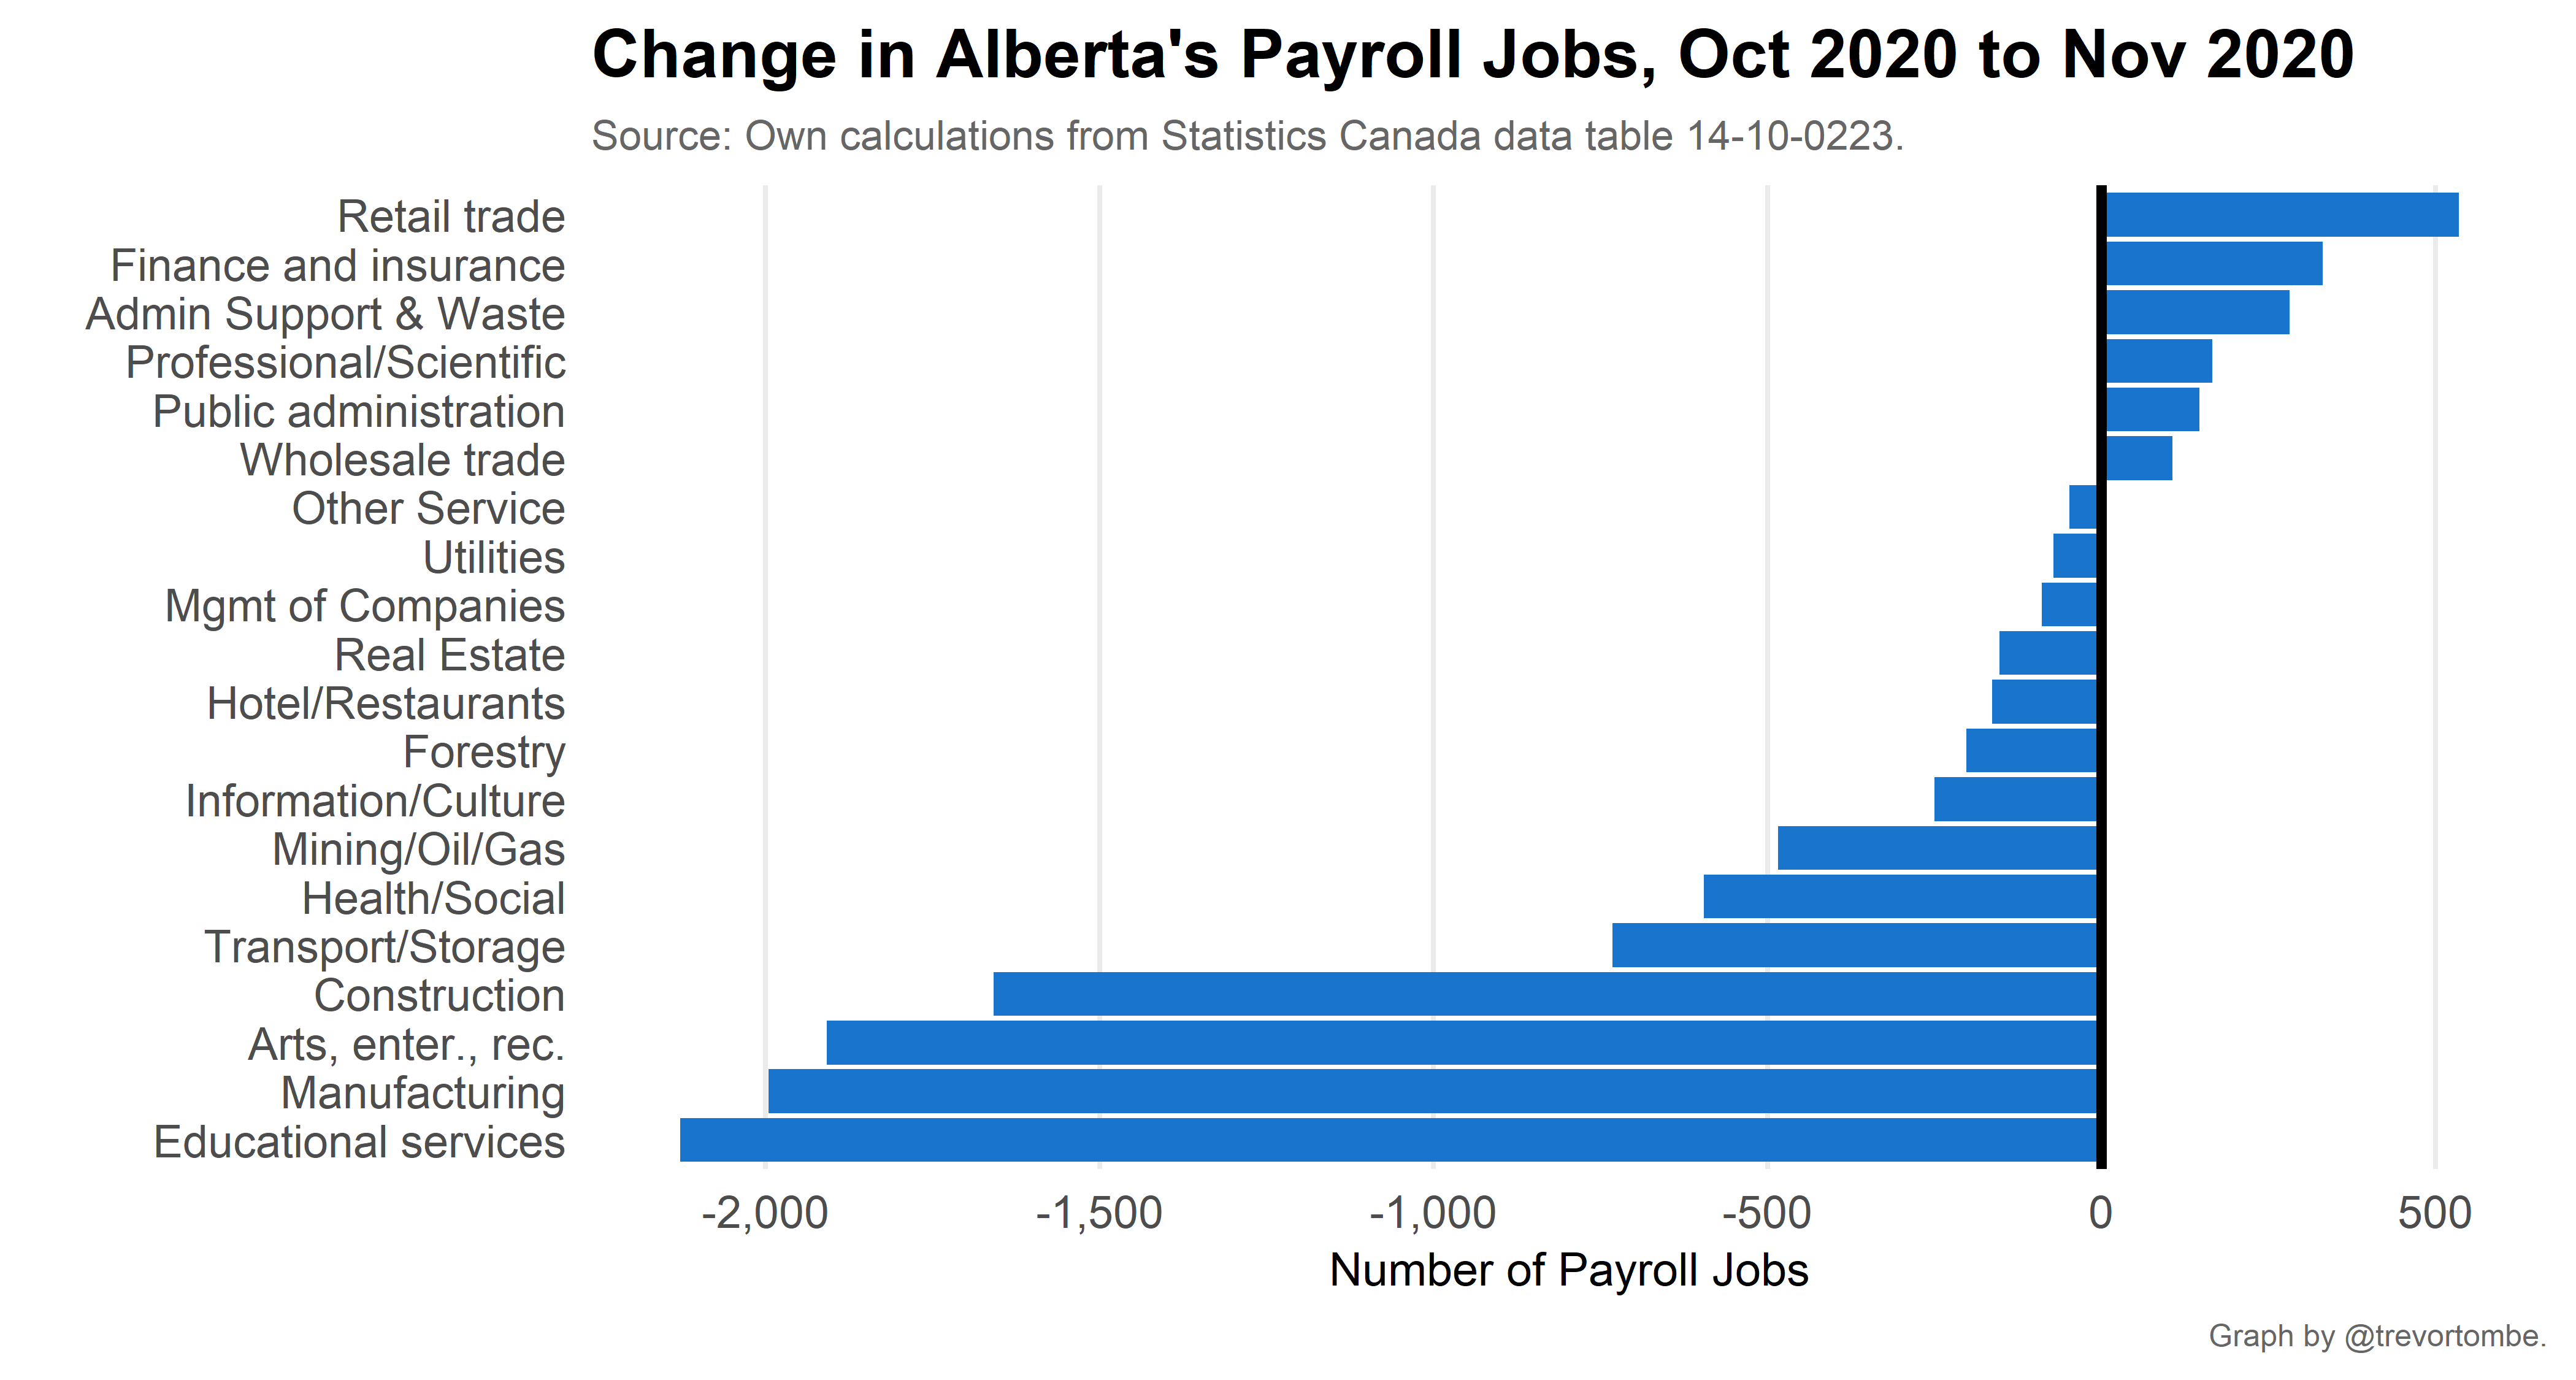 Change in Alberta's Payroll Jobs, Oct 2020 to Nov 2020
Source: Own calculations from Statistics Canada data table 14-10-0223.
Retail trade
Finance and insurance
Admin Support & Waste
Professional/Scientific
Public administration
Wholesale trade
Other Service
Utilities
Mgmt of Companies
Real Estate
Hotel/Restaurants
Forestry
Information/Culture
Mining/Oil/Gas
Health/Social
Transport/Storage
Construction
Arts, enter., rec.
Manufacturing
Educational services
-2,000 -1,500 -1,000 -500 0 500
Number of Payroll Jobs
Graph by @trevortombe.